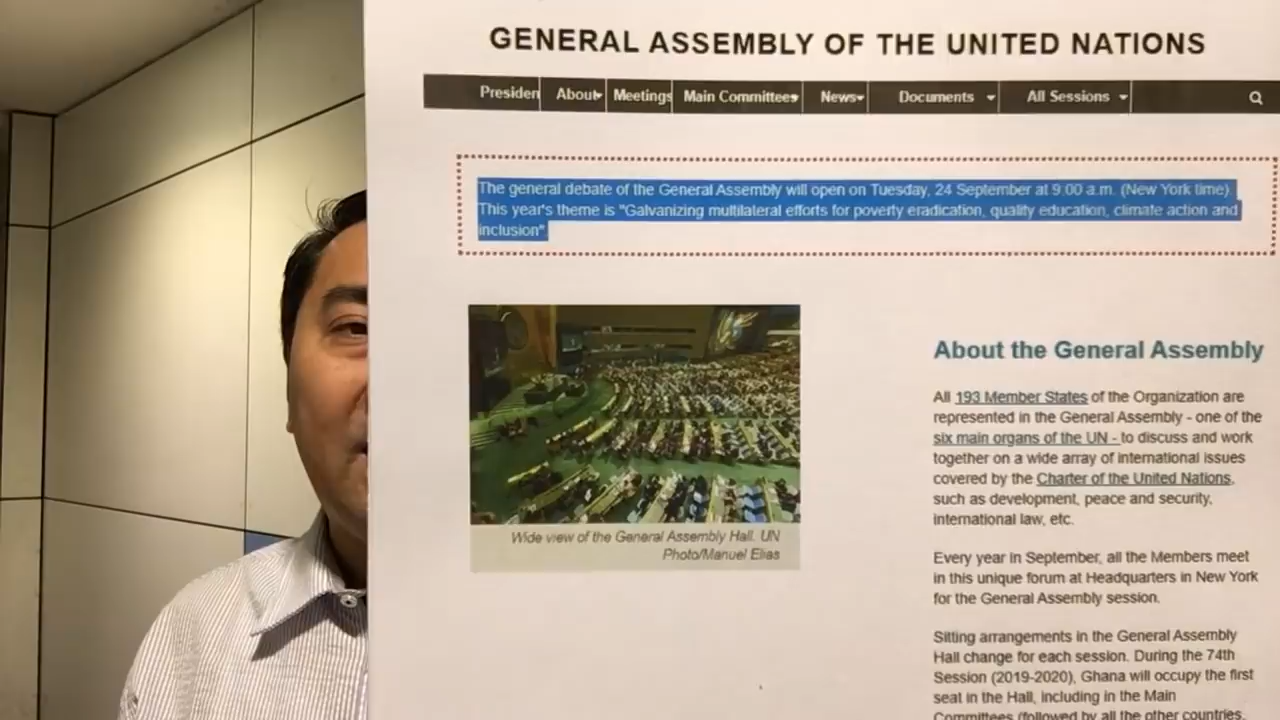 GENERAL ASSEMBLY OF THE UNITED NATIONS
Presiden About Meetings Main Committees News Documents All Sessions
The general debate of the General Assembly will open on Tuesday, 24 September at 9:00 a.m. (New York time).
This year's theme is "Galvanizing multilateral efforts for poverty eradication, quality education, climate action and
inclusion".
Wide view of the General Assembly Hall. UN
Photo/Manuel Elias
About the General Assembly
All 193 Member States of the Organization are
represented in the General Assembly - one of the
six main organs of the UN - to discuss and work
together on a wide array of international issues
covered by the Charter of the United Nations,
such as development, peace and security,
international law, etc.
Every year in September, all the Members meet
in this unique forum at Headquarters in New York
for the General Assembly session.
Sitting arrangements in the General Assembly
Hall change for each session. During the 74th
Session (2019-2020), Ghana will occupy the first
seat in the Hall, including in the Main
Committees (followed by all the other countries,